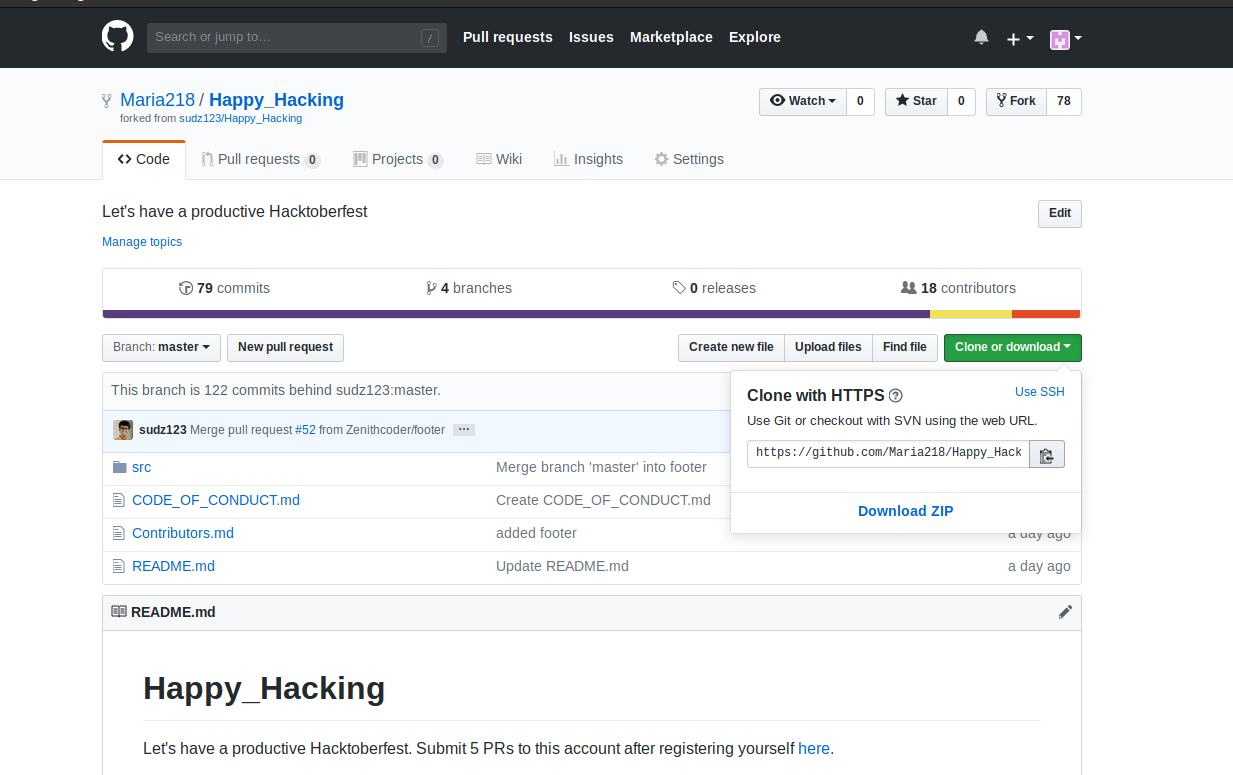 Search or jump to… /
Pull requests Issues Marketplace Explore
Maria218 / Happy_Hacking
forked from sudz123/Happy_Hacking
Watch 0 Star 0 Fork 78
Code Pull requests 0 Projects 0 Wiki Insights Settings
Let's have a productive Hacktoberfest
Edit
Manage topics
79 commits 4 branches 0 releases 18 contributors
Branch: master New pull request Create new file Upload files Find file Clone or download
This branch is 122 commits behind sudz123:master.
Clone with HTTPS ? Use SSH
Use Git or checkout with SVN using the web URL.
https://github.com/Maria218/Happy_Hack
Download ZIP
sudz123 Merge pull request #52 from Zenithcoder/footer …
src Merge branch 'master' into footer
CODE_OF_CONDUCT.md Create CODE_OF_CONDUCT.md
Contributors.md added footer a day ago
README.md Update README.md a day ago
README.md
Happy_Hacking
Let's have a productive Hacktoberfest. Submit 5 PRs to this account after registering yourself here.